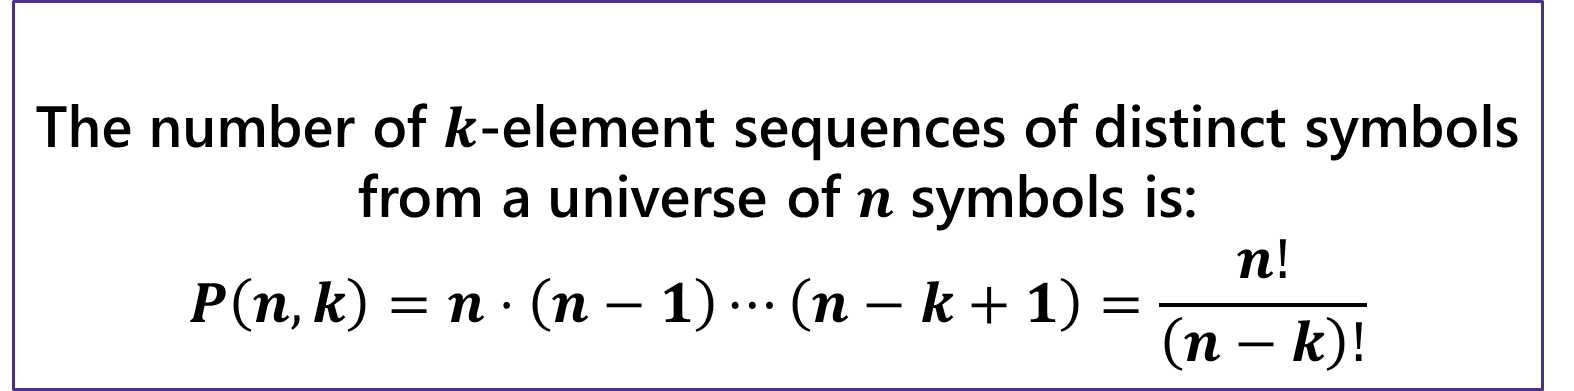 The number of k-element sequences of distinct symbols
from a universe of n symbols is:
P(n, k) = n · (n − 1) ⋯ (n − k + 1) = n! / (n − k)!